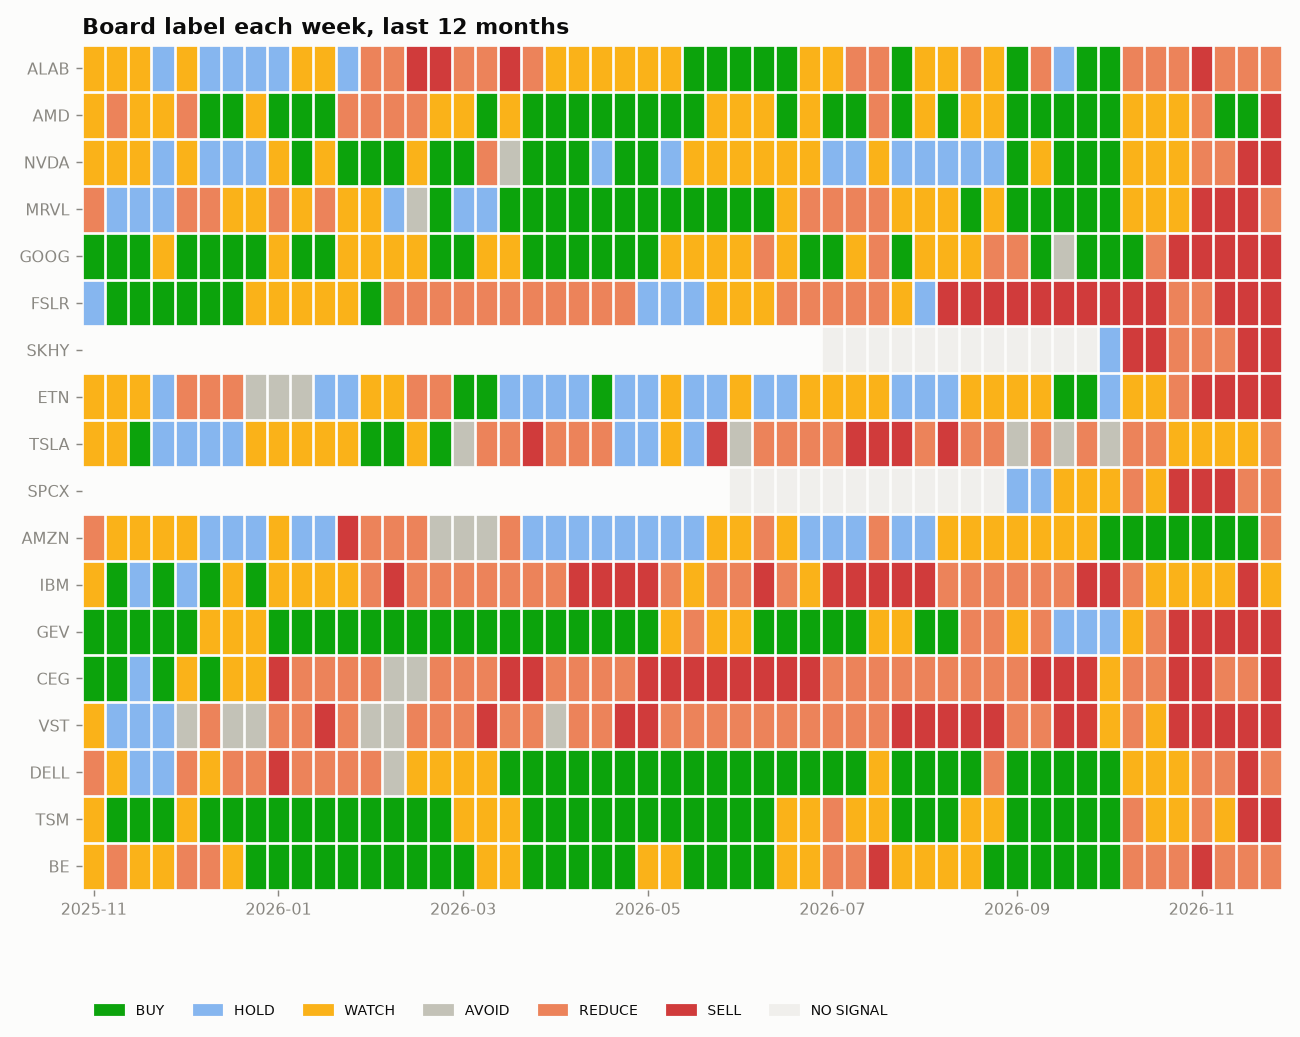 Board label each week, last 12 months
ALAB
AMD
NVDA
MRVL
GOOG
FSLR
SKHY
ETN
TSLA
SPCX
AMZN
IBM
GEV
CEG
VST
DELL
TSM
BE
2025-11 2026-01 2026-03 2026-05 2026-07 2026-09 2026-11
BUY HOLD WATCH AVOID REDUCE SELL NO SIGNAL